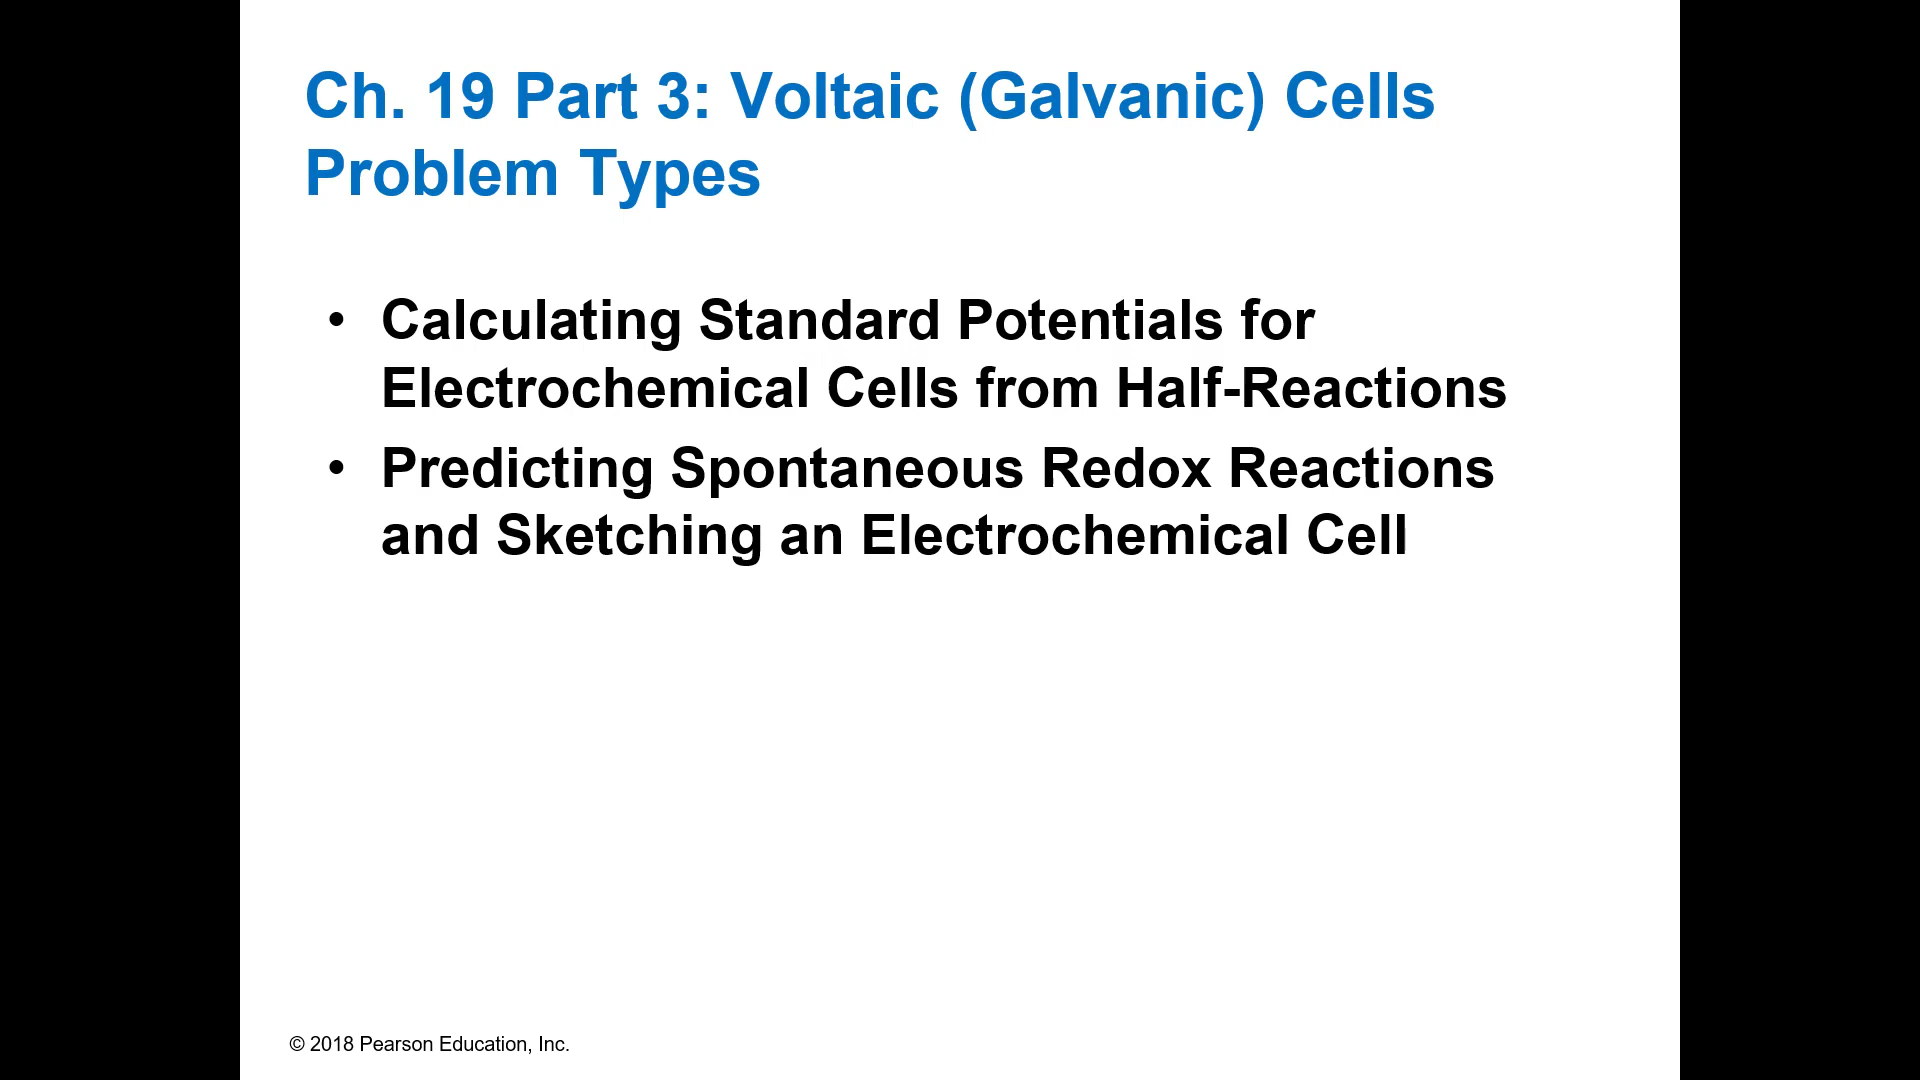 Ch. 19 Part 3: Voltaic (Galvanic) Cells
Problem Types
• Calculating Standard Potentials for
Electrochemical Cells from Half-Reactions
• Predicting Spontaneous Redox Reactions
and Sketching an Electrochemical Cell
© 2018 Pearson Education, Inc.